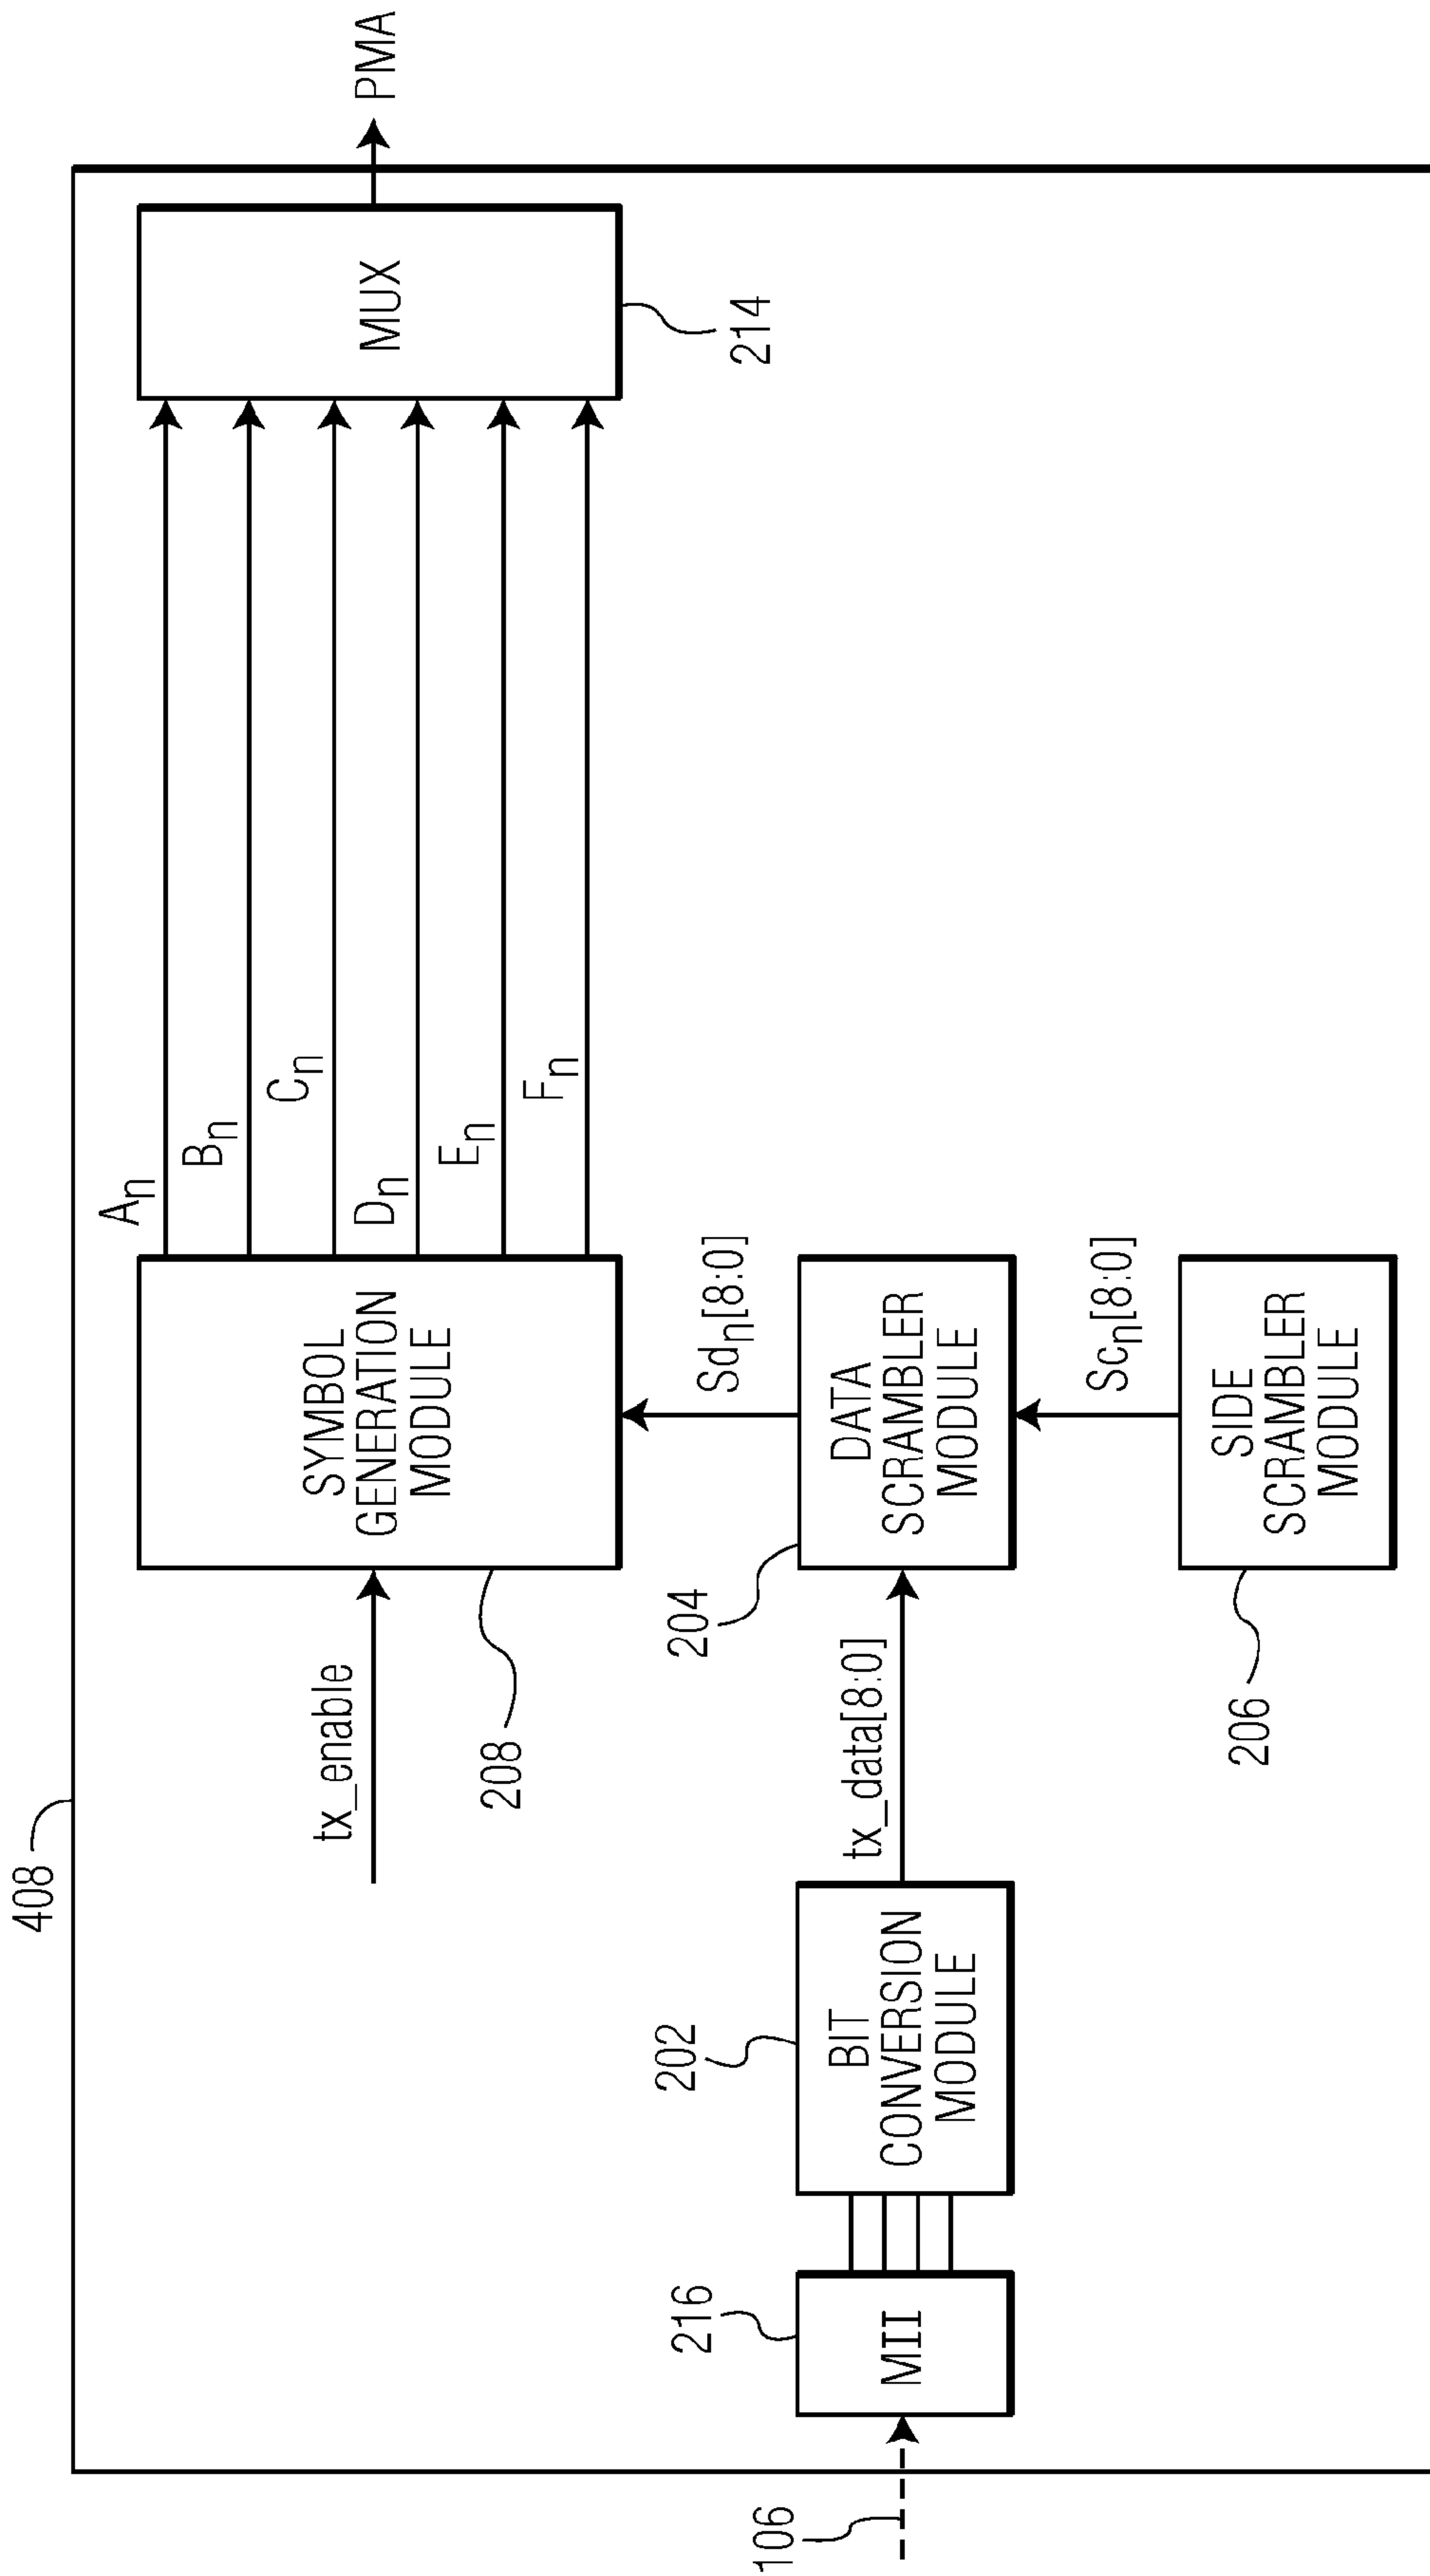 408
tx_enable
208
SYMBOL
GENERATION
MODULE
An
Bn
Cn
Dn
En
Fn
MUX
214
PMA
106
216
MII
202
BIT
CONVERSION
MODULE
tx_data[8:0]
204
DATA
SCRAMBLER
MODULE
Sdn[8:0]
206
SIDE
SCRAMBLER
MODULE
Scn[8:0]